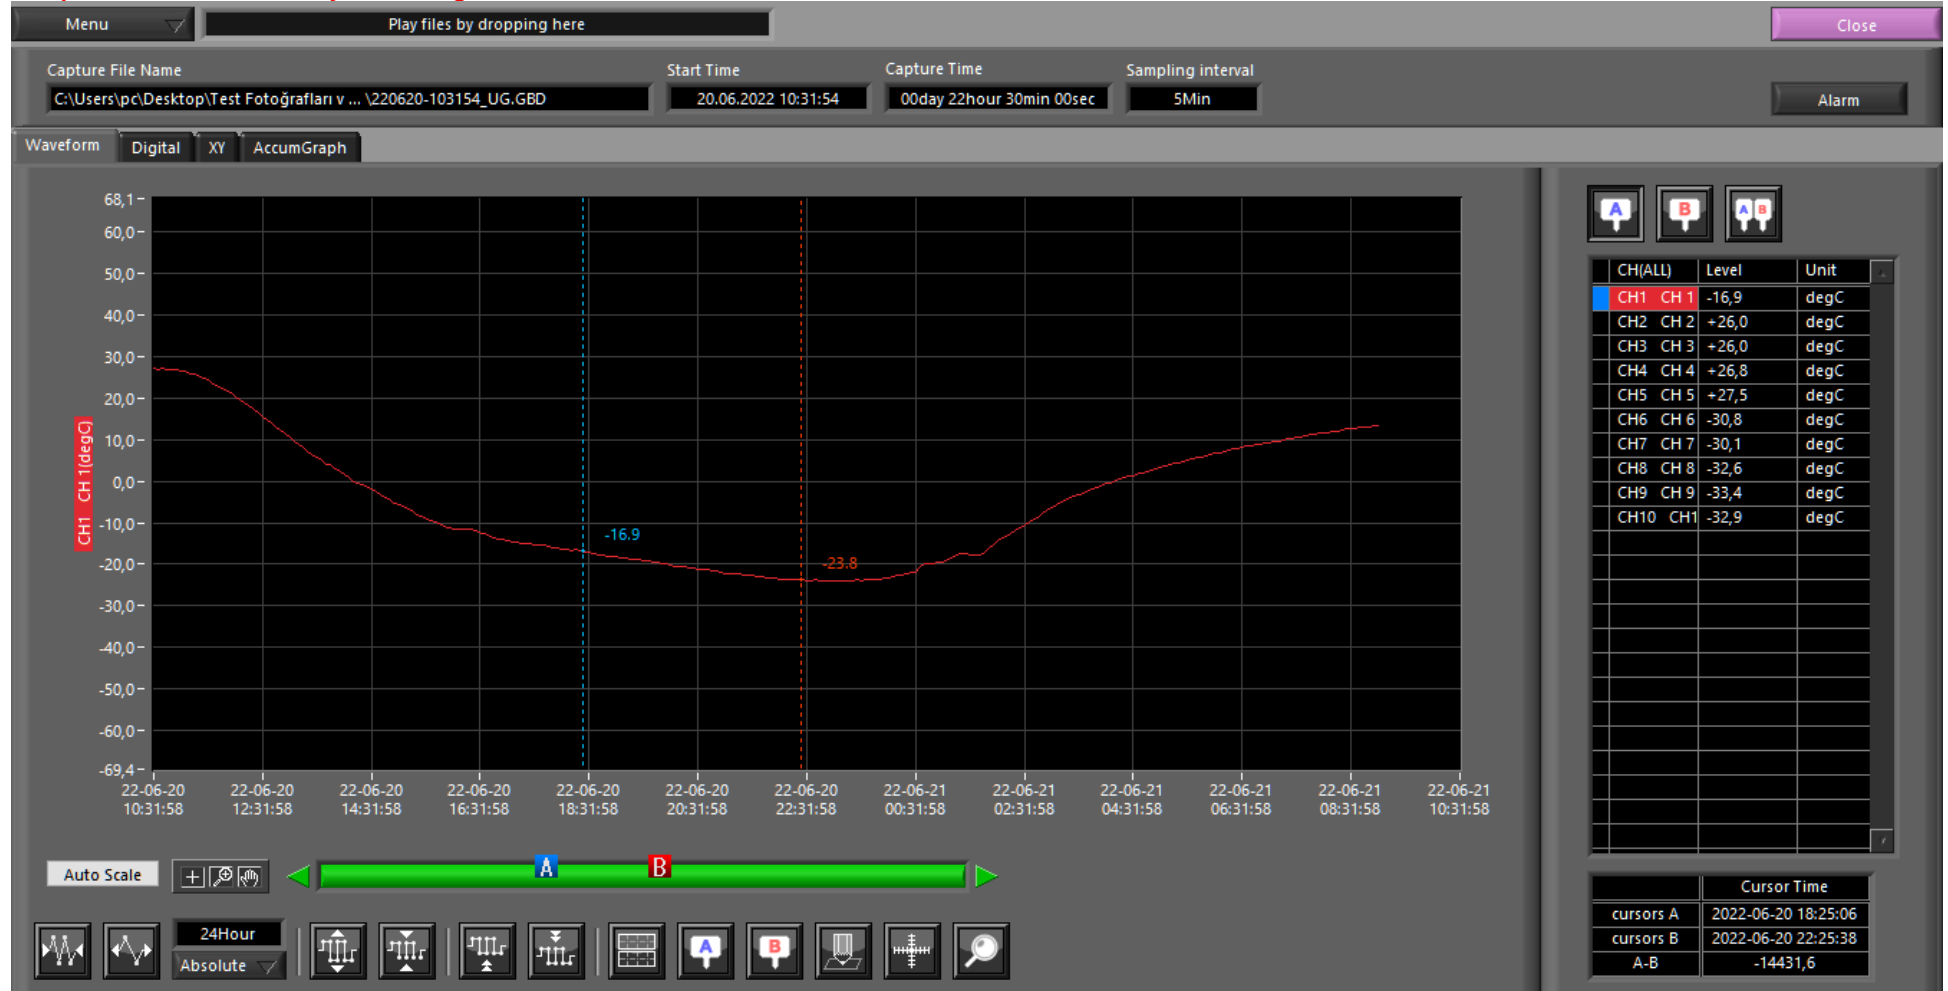 Menu
Play files by dropping here
Close
Capture File Name
Start Time
Capture Time
Sampling interval
C:\Users\pc\Desktop\Test Fotoğrafları v ... \220620-103154_UG.GBD
20.06.2022 10:31:54
00day 22hour 30min 00sec
5Min
Alarm
Waveform Digital XY AccumGraph
68,1
60,0
50,0
40,0
30,0
20,0
10,0
0,0
-10,0
-20,0
-30,0
-40,0
-50,0
-60,0
-69,4
CH1 CH 1(degC)
-16.9
-23.8
22-06-20 22-06-20 22-06-20 22-06-20 22-06-20 22-06-20 22-06-20 22-06-21 22-06-21 22-06-21 22-06-21 22-06-21 22-06-21
10:31:58 12:31:58 14:31:58 16:31:58 18:31:58 20:31:58 22:31:58 00:31:58 02:31:58 04:31:58 06:31:58 08:31:58 10:31:58
A B A B
CH(ALL) Level Unit
CH1 CH 1 -16,9 degC
CH2 CH 2 +26,0 degC
CH3 CH 3 +26,0 degC
CH4 CH 4 +26,8 degC
CH5 CH 5 +27,5 degC
CH6 CH 6 -30,8 degC
CH7 CH 7 -30,1 degC
CH8 CH 8 -32,6 degC
CH9 CH 9 -33,4 degC
CH10 CH1 -32,9 degC
A B
Auto Scale
24Hour
Absolute
A B
Cursor Time
cursors A 2022-06-20 18:25:06
cursors B 2022-06-20 22:25:38
A-B -14431,6